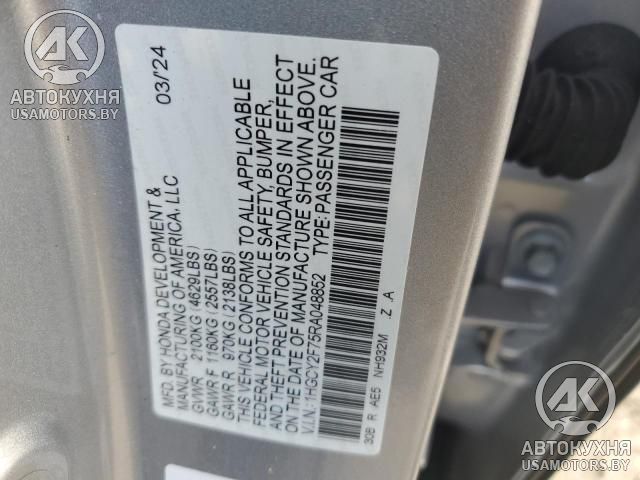 MFD. BY HONDA DEVELOPMENT &
MANUFACTURING OF AMERICA, LLC 03/'24
GVWR 2100KG (4629LBS)
GAWR F 1160KG (2557LBS)
GAWR R 970KG (2138LBS)
THIS VEHICLE CONFORMS TO ALL APPLICABLE
FEDERAL MOTOR VEHICLE SAFETY, BUMPER,
AND THEFT PREVENTION STANDARDS IN EFFECT
ON THE DATE OF MANUFACTURE SHOWN ABOVE.
V.I.N.: 1HGCY2F75RA048852 TYPE: PASSENGER CAR
30B R AE5 NH932M Z .A
АК
АВТОКУХНЯ
USAMOTORS.BY
АК
АВТОКУХНЯ
USAMOTORS.BY